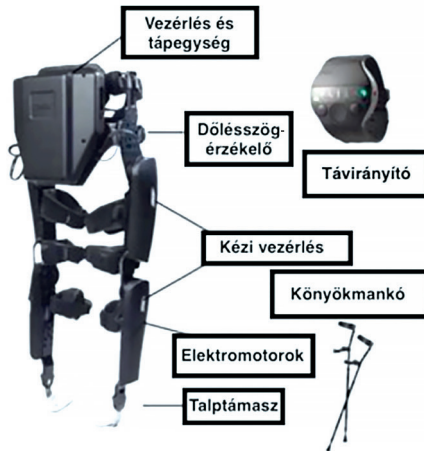 Vezérlés és
tápegység
Dőlésszög-
érzékelő
Távirányító
Kézi vezérlés
Könyökmankó
Elektromotorok
Talptámasz